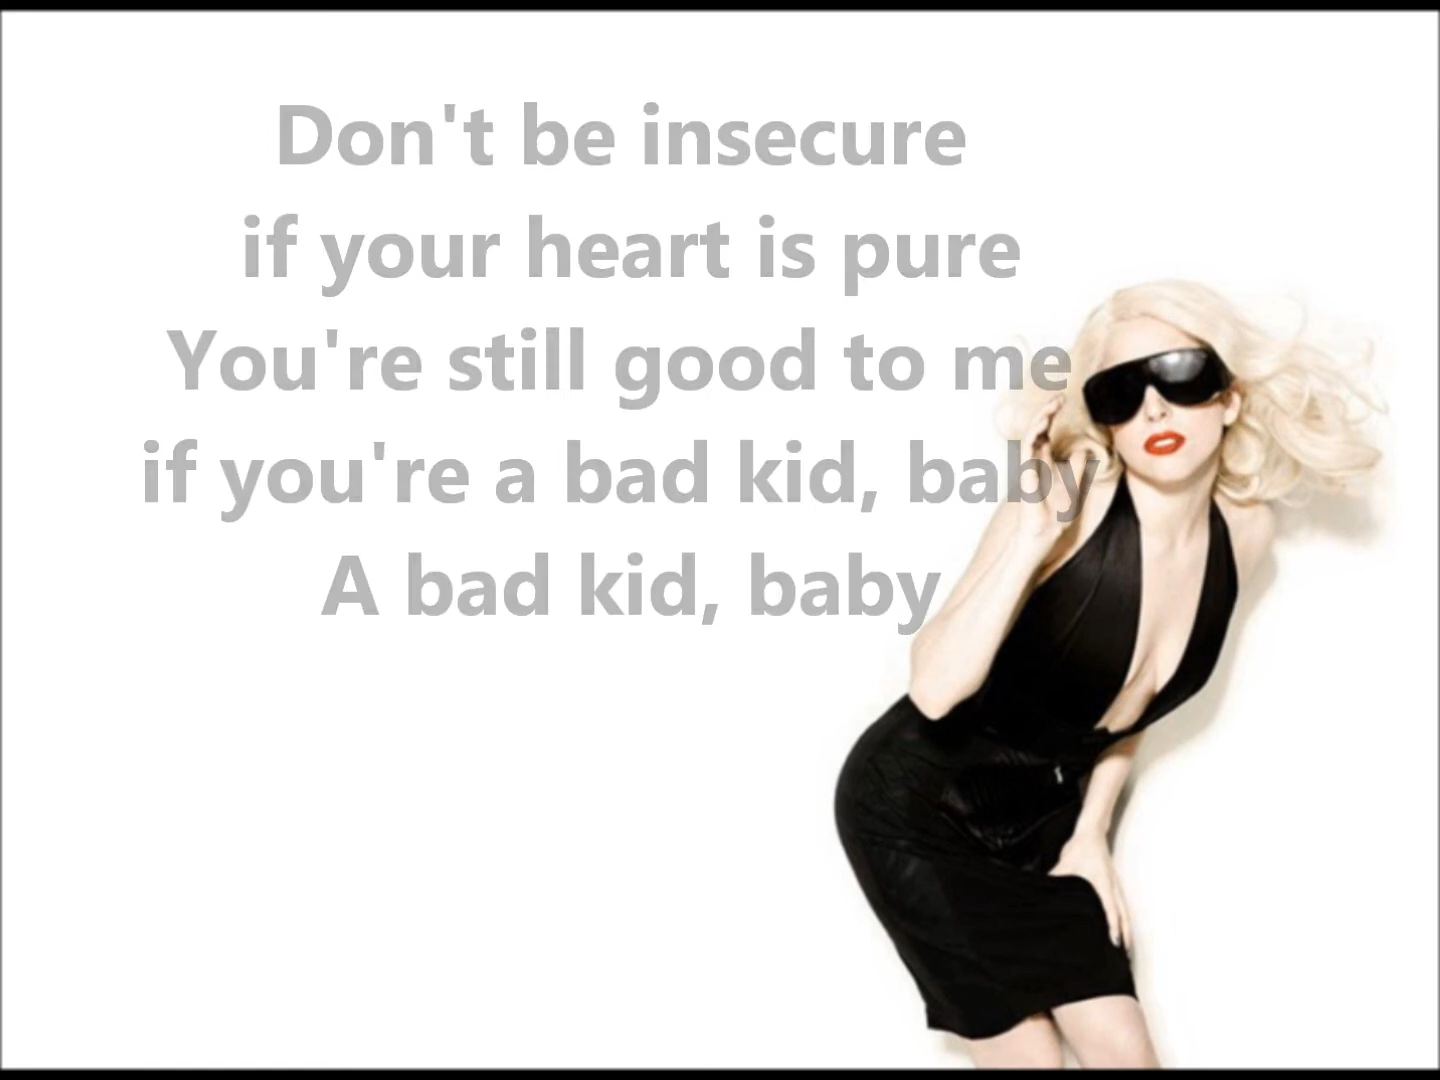 Don't be insecure
if your heart is pure
You're still good to me
if you're a bad kid, baby
A bad kid, baby